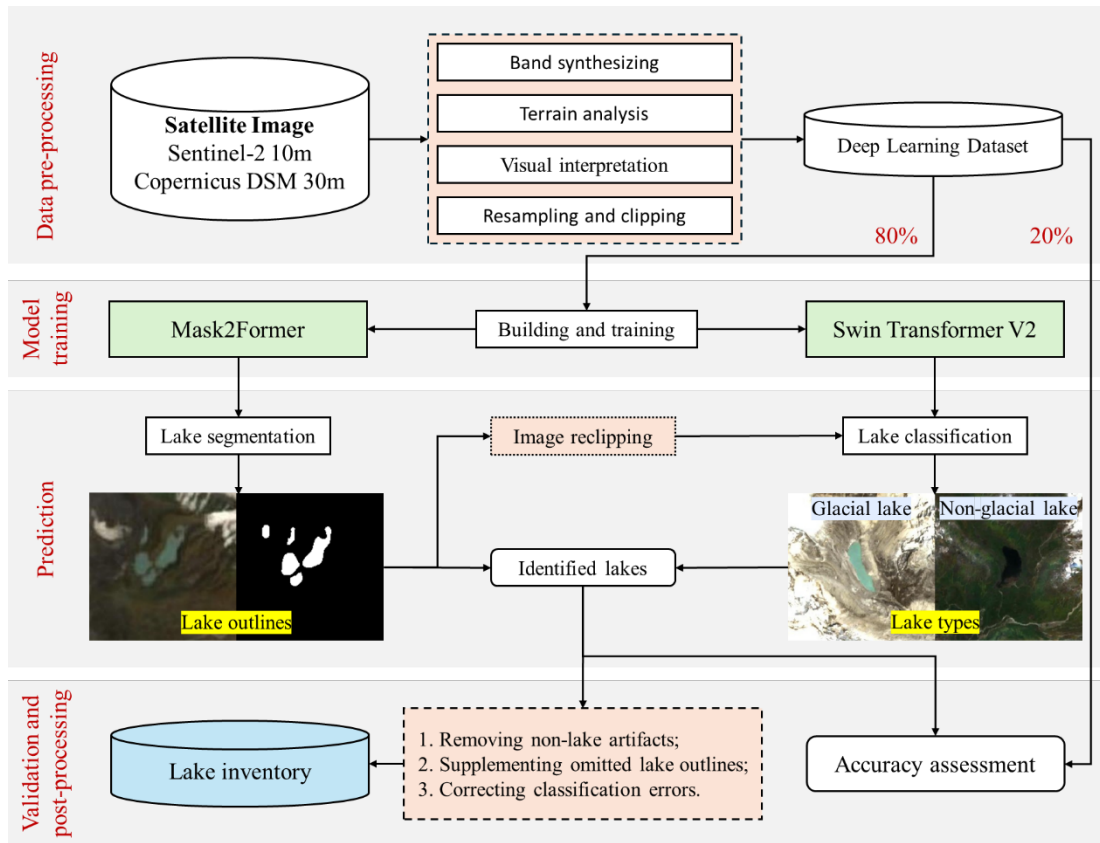 Data pre-processing
Satellite Image
Sentinel-2 10m
Copernicus DSM 30m
Band synthesizing
Terrain analysis
Visual interpretation
Resampling and clipping
Deep Learning Dataset
80%
20%
Model
training
Mask2Former
Building and training
Swin Transformer V2
Prediction
Lake segmentation
Image reclipping
Lake classification
Lake outlines
Identified lakes
Glacial lake
Non-glacial lake
Lake types
Validation and
post-processing
Lake inventory
1. Removing non-lake artifacts;
2. Supplementing omitted lake outlines;
3. Correcting classification errors.
Accuracy assessment